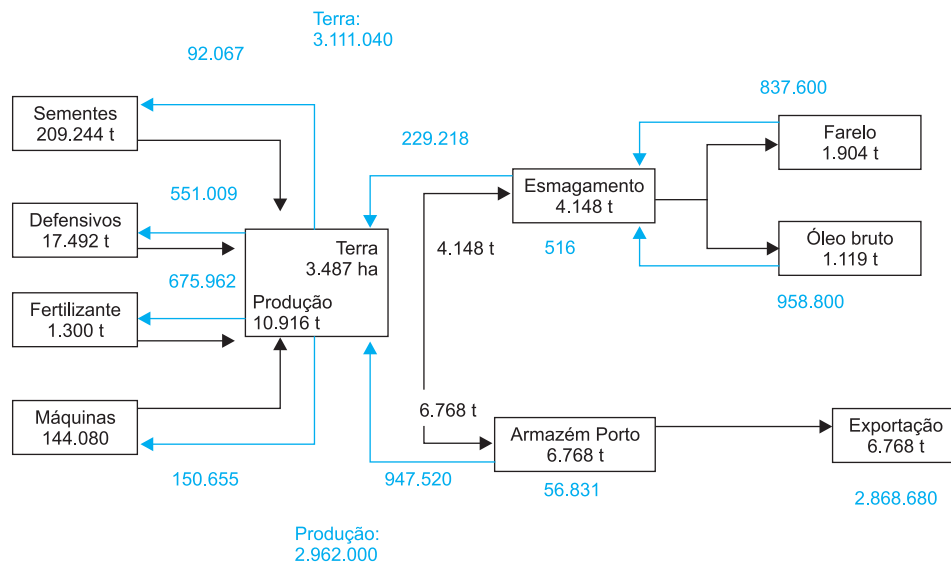 Terra:
3.111.040
92.067
Sementes
209.244 t
837.600
Farelo
1.904 t
229.218
Esmagamento
4.148 t
551.009
Defensivos
17.492 t
4.148 t
516
Óleo bruto
1.119 t
Terra
3.487 ha
675.962
958.800
Fertilizante
1.300 t
Produção
10.916 t
Máquinas
144.080
6.768 t
Armazém Porto
6.768 t
Exportação
6.768 t
150.655
947.520
56.831
2.868.680
Produção:
2.962.000